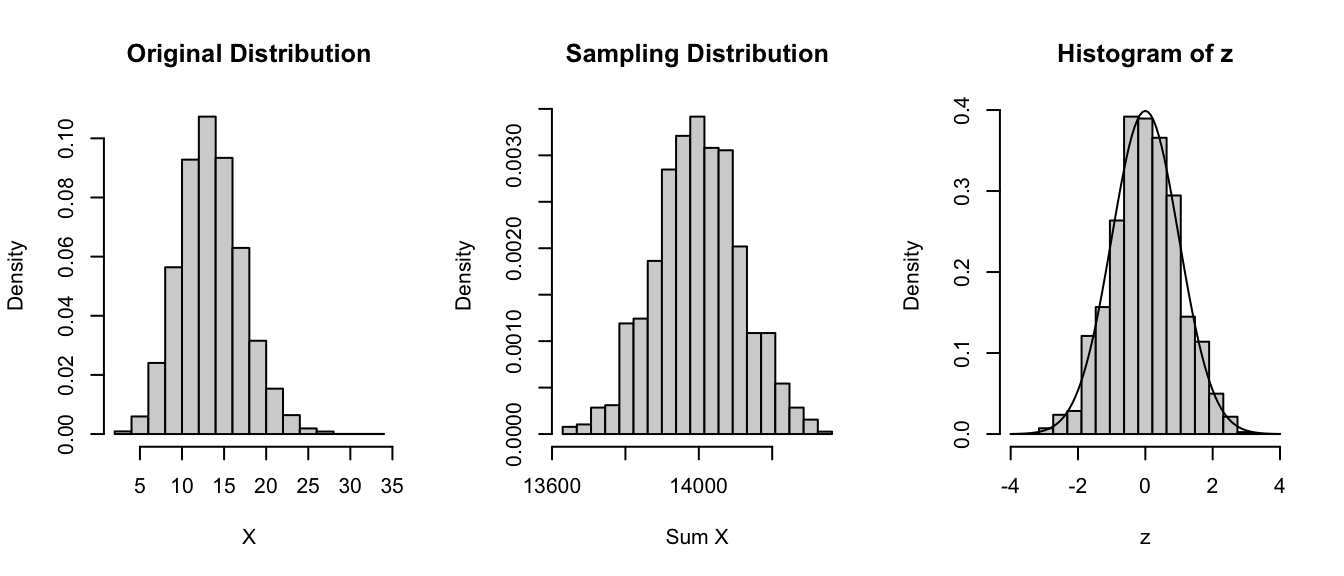 Original Distribution
Density
0.00 0.02 0.04 0.06 0.08 0.10
5 10 15 20 25 30 35
X
Sampling Distribution
Density
0.0000 0.0010 0.0020 0.0030
13600 14000
Sum X
Histogram of z
Density
0.0 0.1 0.2 0.3 0.4
-4 -2 0 2 4
z